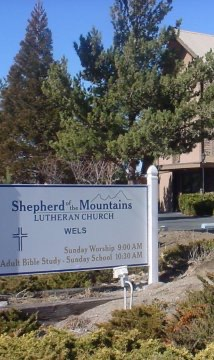 Shepherd of the Mountains
LUTHERAN CHURCH
WELS
Sunday Worship 9:00 AM
Adult Bible Study - Sunday School 10:30 AM